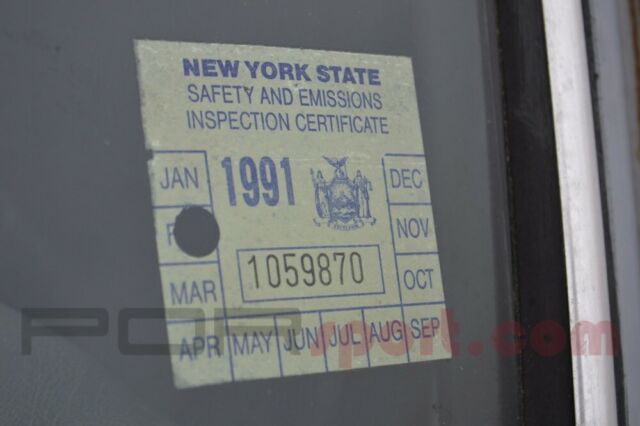 NEW YORK STATE
SAFETY AND EMISSIONS
INSPECTION CERTIFICATE
JAN 1991 DEC
F NOV
1059870
MAR OCT
APR MAY JUN JUL AUG SEP
EXCELSIOR